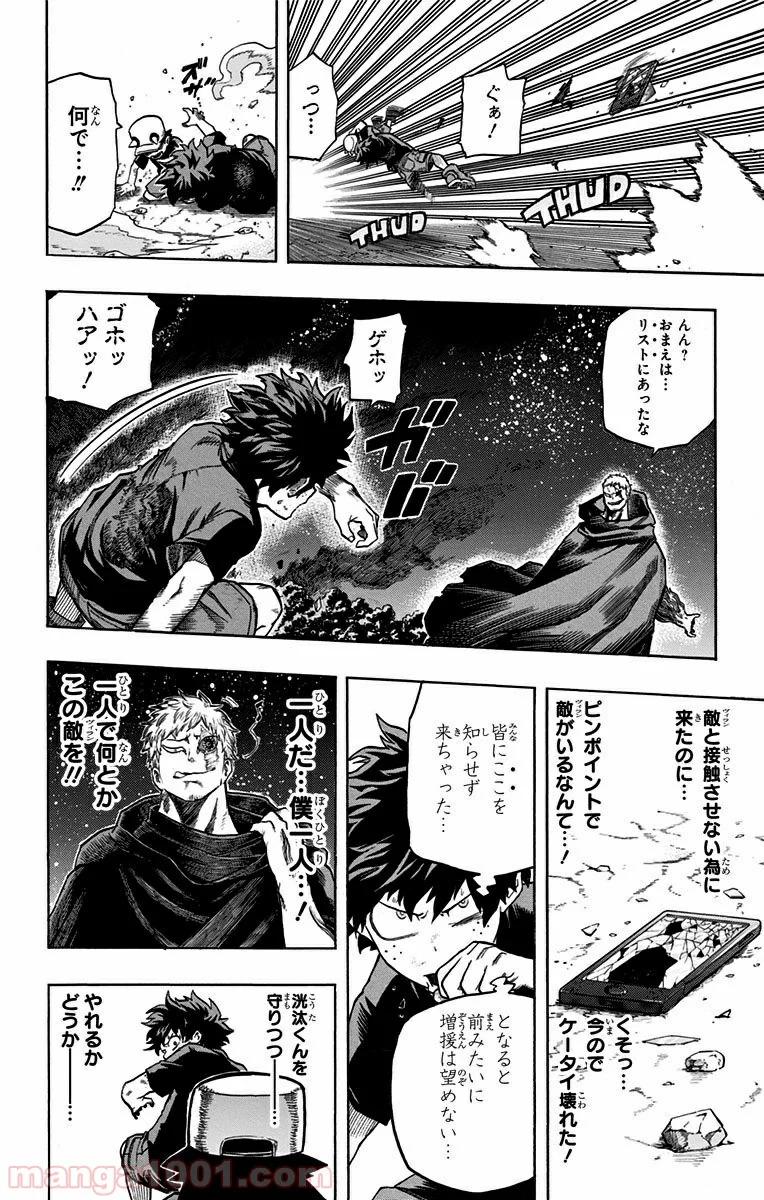 ぐぁ!
っつ…
THUD
THUD
何で…!!
んん?
おまえは…
リストにあったな
ゲホッ
ガバ
ゴホッ
ハアッ!
敵と接触させない為に
来たのに…
ピンポイントで
敵がいるなんて…!
くそっ…
今ので
ケータイ壊れた!
皆にここを
知らせず
来ちゃった…
となると
前みたいに
増援は望めない…
一人だ…僕一人…!
一人で何とか
この敵を!!
洸汰くんを
守りつつ…
やれるか
どうか――
manga1001.com